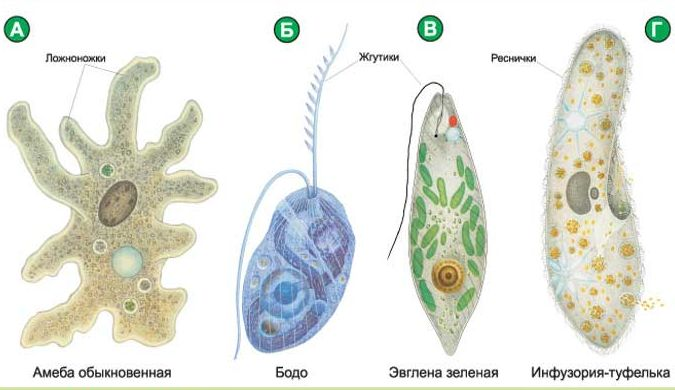 А Б В Г
Ложноножки Жгутики Реснички
Амеба обыкновенная Бодо Эвглена зеленая Инфузория-туфелька